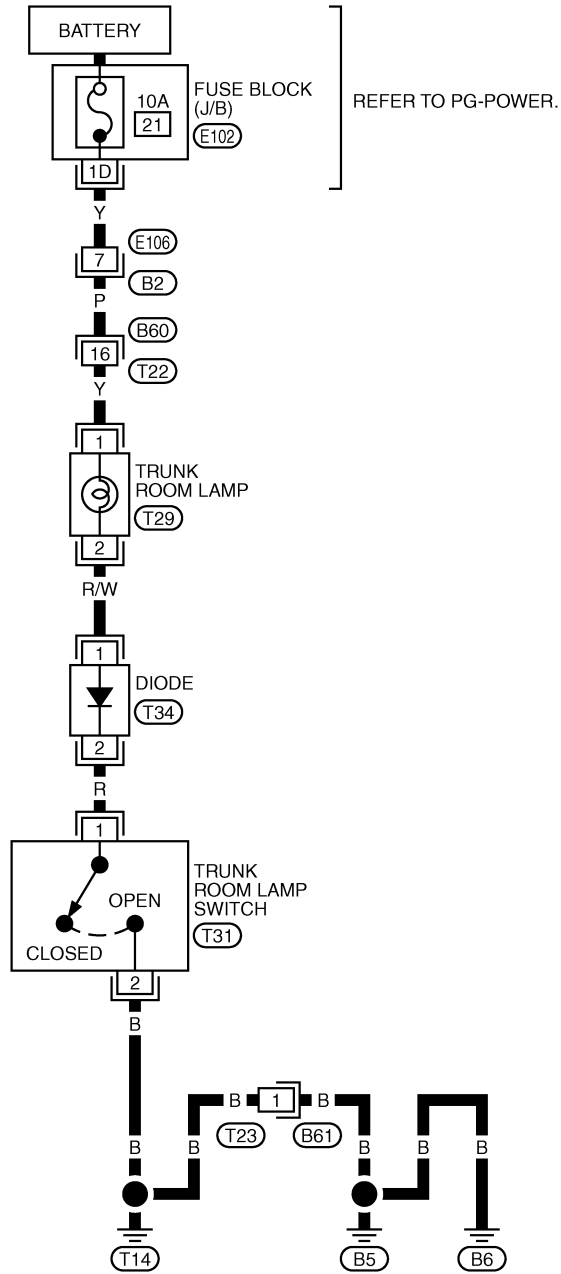 BATTERY
FUSE BLOCK
(J/B)
10A
21
E102
REFER TO PG-POWER.
1D
Y
E106
7
B2
P
B60
16
T22
Y
1
TRUNK
ROOM LAMP
T29
2
R/W
1
DIODE
T34
2
R
1
TRUNK
ROOM LAMP
SWITCH
T31
OPEN
CLOSED
2
B
B 1 B
T23 B61
B B B B B
T14 B5 B6